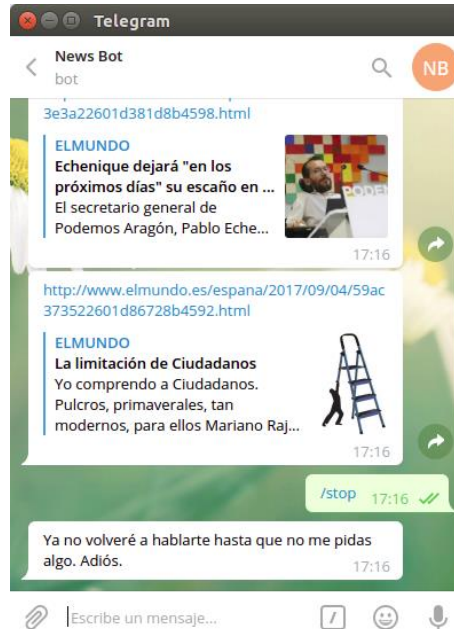 Telegram
News Bot
bot
NB
3e3a22601d381d8b4598.html
ELMUNDO
Echenique dejará "en los
próximos días" su escaño en ...
El secretario general de
Podemos Aragón, Pablo Eche...
PODEM
17:16
http://www.elmundo.es/espana/2017/09/04/59ac
373522601d86728b4592.html
ELMUNDO
La limitación de Ciudadanos
Yo comprendo a Ciudadanos.
Pulcros, primaverales, tan
modernos, para ellos Mariano Raj...
17:16
/stop 17:16
Ya no volveré a hablarte hasta que no me pidas
algo. Adiós.
17:16
Escribe un mensaje...